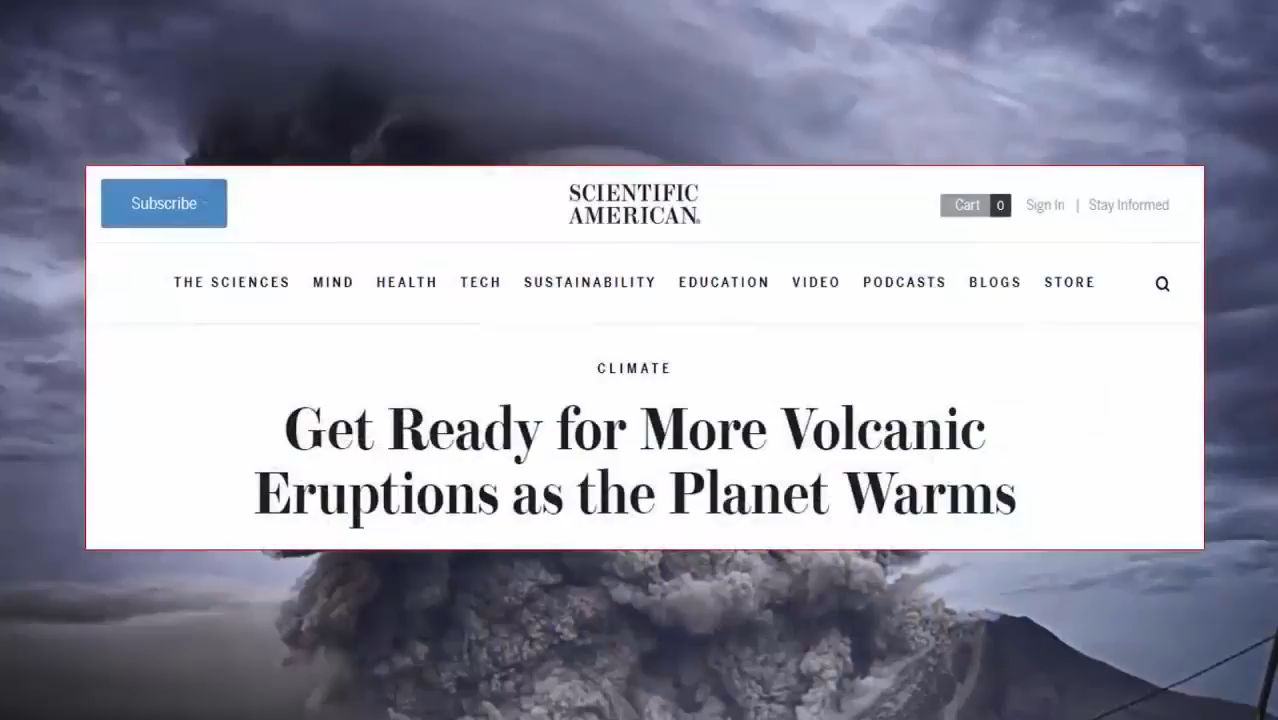 Subscribe
SCIENTIFIC
AMERICAN®
Cart 0 Sign In | Stay Informed
THE SCIENCES MIND HEALTH TECH SUSTAINABILITY EDUCATION VIDEO PODCASTS BLOGS STORE
CLIMATE
Get Ready for More Volcanic
Eruptions as the Planet Warms